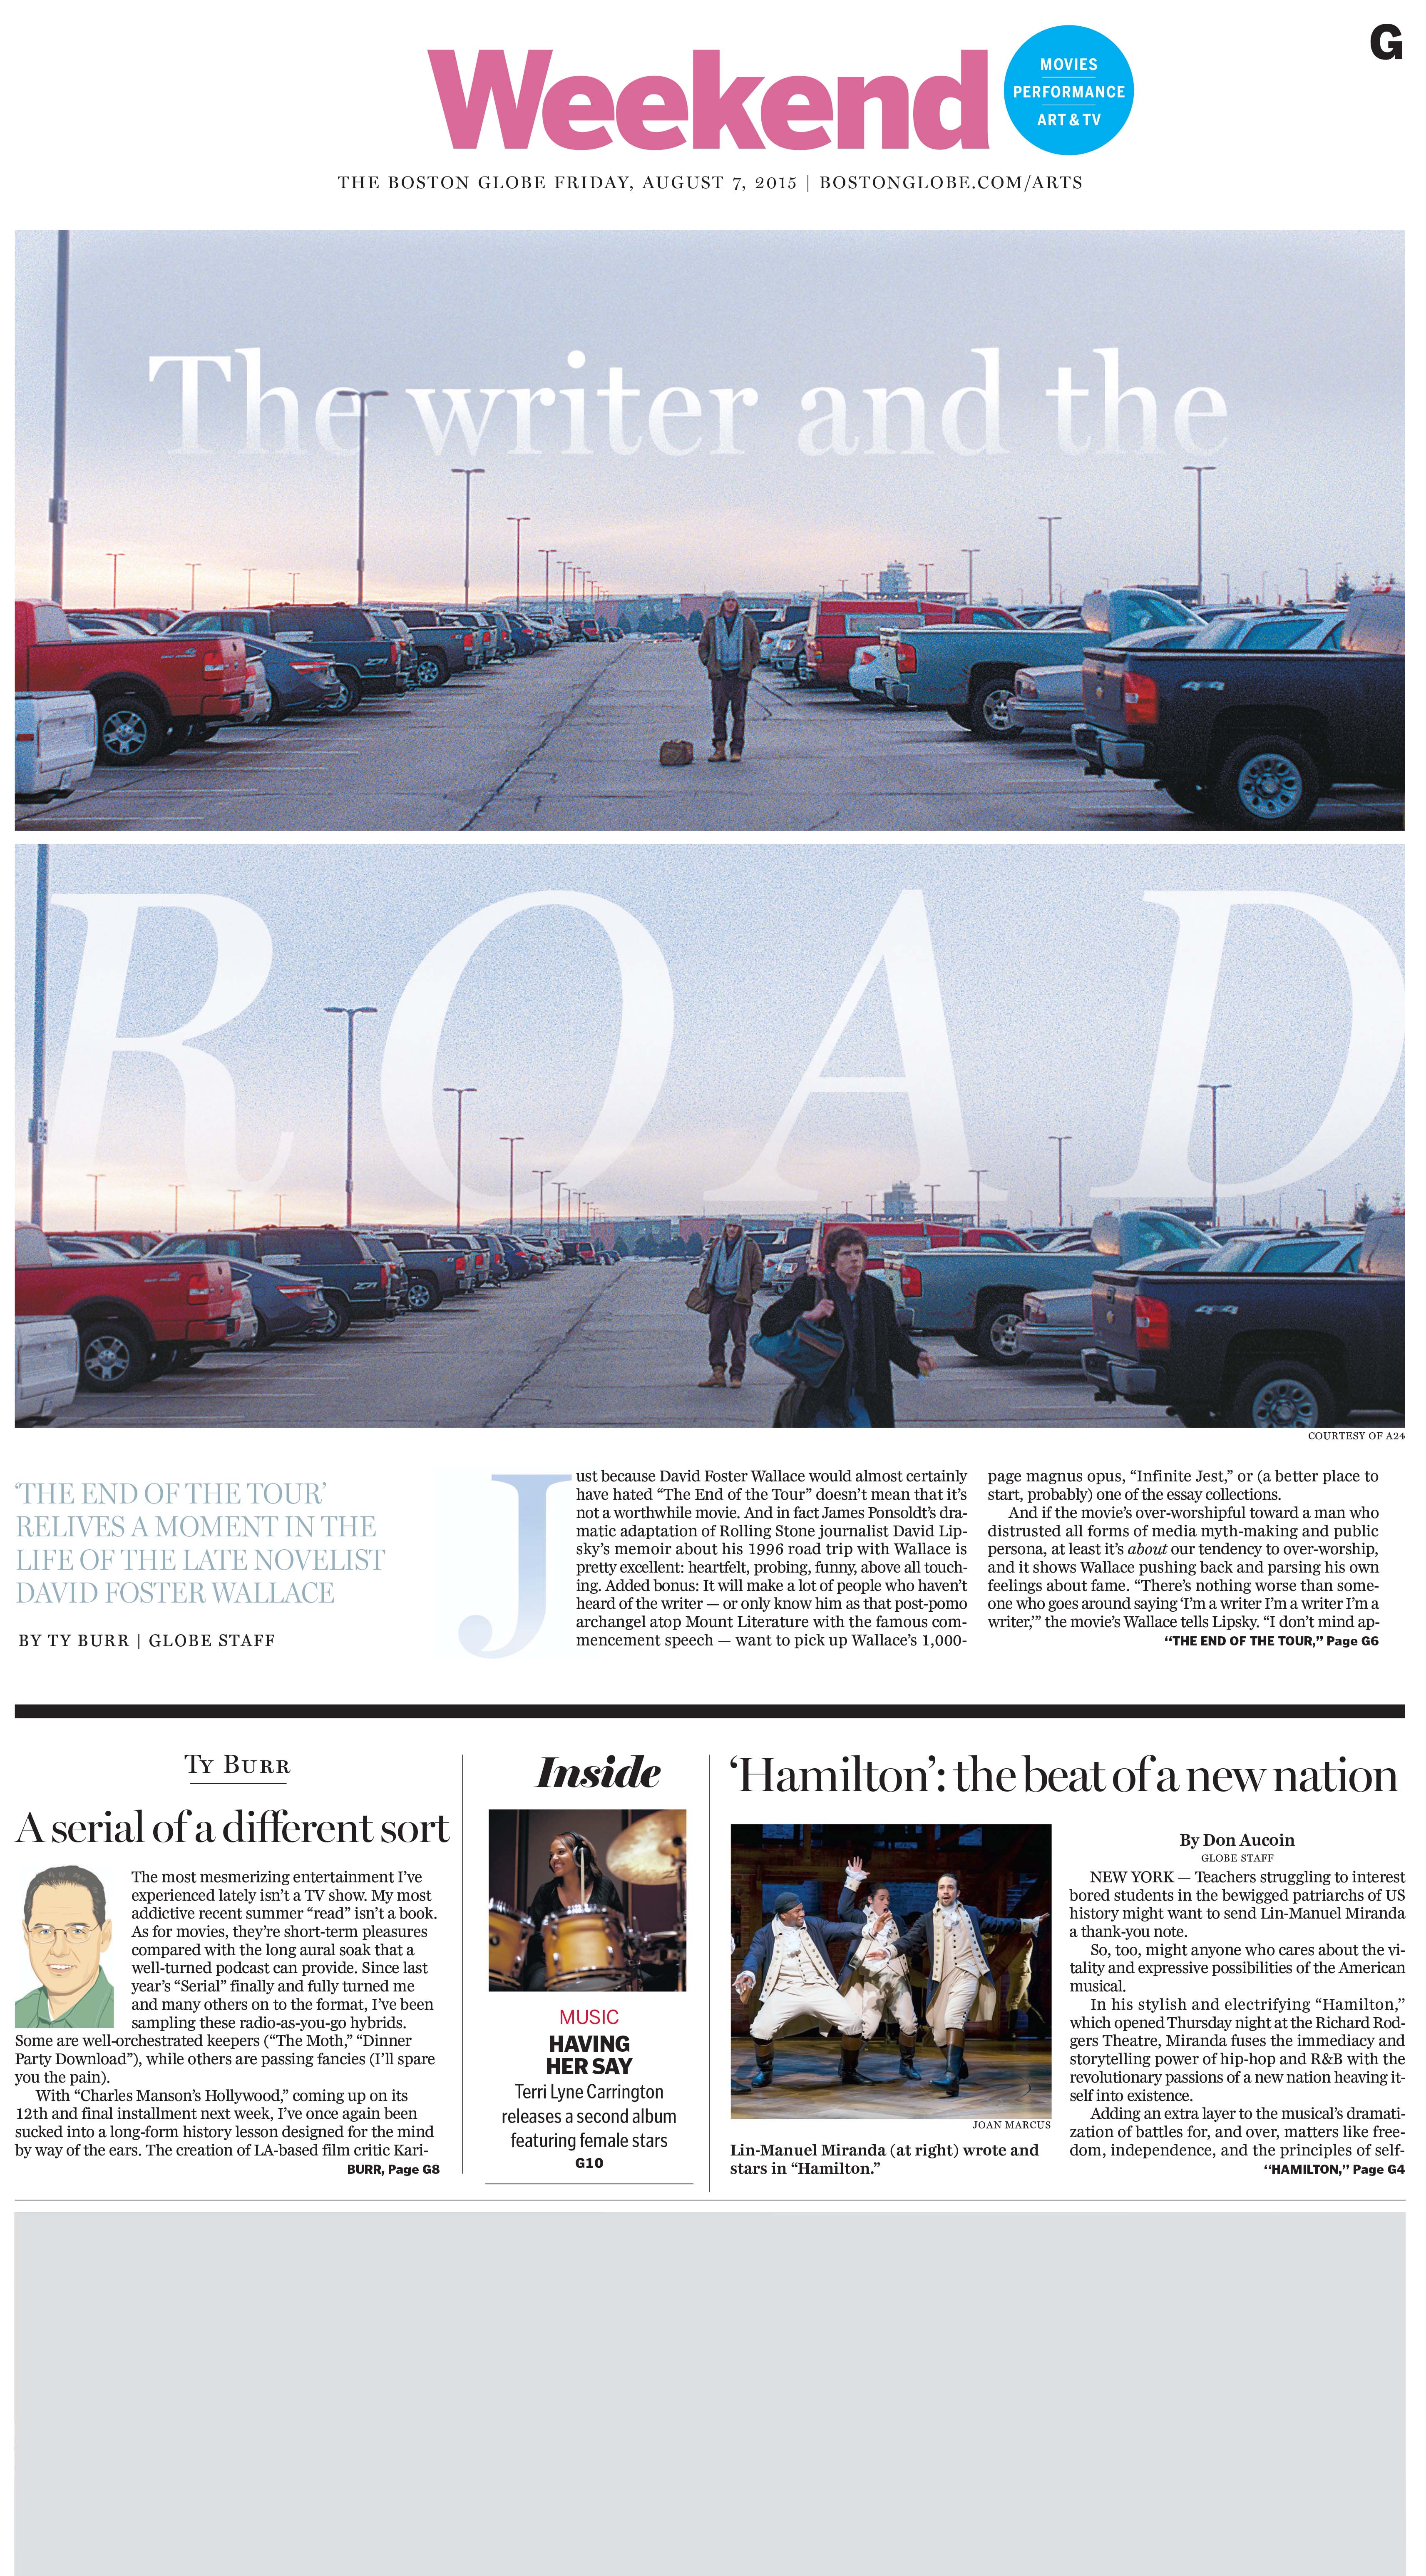 G
Weekend
MOVIES
PERFORMANCE
ART & TV
THE BOSTON GLOBE FRIDAY, AUGUST 7, 2015 | BOSTONGLOBE.COM/ARTS
The writer and the
ROAD
COURTESY OF A24
‘THE END OF THE TOUR’
RELIVES A MOMENT IN THE
LIFE OF THE LATE NOVELIST
DAVID FOSTER WALLACE
BY TY BURR | GLOBE STAFF
Just because David Foster Wallace would almost certainly
have hated “The End of the Tour” doesn’t mean that it’s
not a worthwhile movie. And in fact James Ponsoldt’s dra-
matic adaptation of Rolling Stone journalist David Lip-
sky’s memoir about his 1996 road trip with Wallace is
pretty excellent: heartfelt, probing, funny, above all touch-
ing. Added bonus: It will make a lot of people who haven’t
heard of the writer — or only know him as that post-pomo
archangel atop Mount Literature with the famous com-
mencement speech — want to pick up Wallace’s 1,000-
page magnus opus, “Infinite Jest,” or (a better place to
start, probably) one of the essay collections.
And if the movie’s over-worshipful toward a man who
distrusted all forms of media myth-making and public
persona, at least it’s about our tendency to over-worship,
and it shows Wallace pushing back and parsing his own
feelings about fame. “There’s nothing worse than some-
one who goes around saying ‘I’m a writer I’m a writer I’m a
writer,’” the movie’s Wallace tells Lipsky. “I don’t mind ap-
“THE END OF THE TOUR,” Page G6
TY BURR
A serial of a different sort
The most mesmerizing entertainment I’ve
experienced lately isn’t a TV show. My most
addictive recent summer “read” isn’t a book.
As for movies, they’re short-term pleasures
compared with the long aural soak that a
well-turned podcast can provide. Since last
year’s “Serial” finally and fully turned me
and many others on to the format, I’ve been
sampling these radio-as-you-go hybrids.
Some are well-orchestrated keepers (“The Moth,” “Dinner
Party Download”), while others are passing fancies (I’ll spare
you the pain).
With “Charles Manson’s Hollywood,” coming up on its
12th and final installment next week, I’ve once again been
sucked into a long-form history lesson designed for the mind
by way of the ears. The creation of LA-based film critic Kari-
BURR, Page G8
Inside
MUSIC
HAVING
HER SAY
Terri Lyne Carrington
releases a second album
featuring female stars
G10
‘Hamilton’: the beat of a new nation
JOAN MARCUS
Lin-Manuel Miranda (at right) wrote and
stars in “Hamilton.”
By Don Aucoin
GLOBE STAFF
NEW YORK — Teachers struggling to interest
bored students in the bewigged patriarchs of US
history might want to send Lin-Manuel Miranda
a thank-you note.
So, too, might anyone who cares about the vi-
tality and expressive possibilities of the American
musical.
In his stylish and electrifying “Hamilton,”
which opened Thursday night at the Richard Rod-
gers Theatre, Miranda fuses the immediacy and
storytelling power of hip-hop and R&B with the
revolutionary passions of a new nation heaving it-
self into existence.
Adding an extra layer to the musical’s dramati-
zation of battles for, and over, matters like free-
dom, independence, and the principles of self-
“HAMILTON,” Page G4